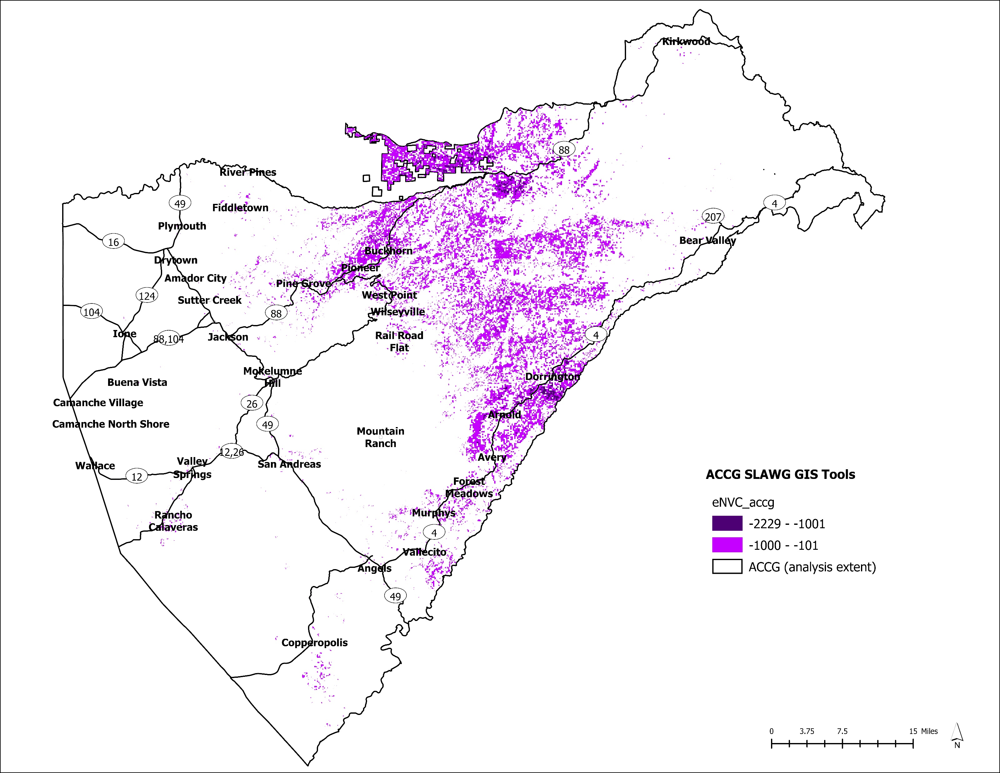 Kirkwood
88
River Pines
49
Fiddletown
4
207
Plymouth
16
Bear Valley
Buckhorn
Drytown
Pioneer
Amador City
Pine Grove
124
West Point
Sutter Creek
104
88
Wilseyville
Ione
88,104
Jackson
Rail Road
Flat
4
Mokelumne
Hill
Buena Vista
Dorrington
Camanche Village
26
Arnold
Camanche North Shore
49
Mountain
Ranch
12,26
Avery
Wallace
Valley
Springs
San Andreas
12
Forest
Meadows
Murphys
Rancho
Calaveras
4
Vallecito
Angels
49
Copperopolis
ACCG SLAWG GIS Tools
eNVC_accg
-2229 - -1001
-1000 - -101
ACCG (analysis extent)
0 3.75 7.5 15 Miles
N